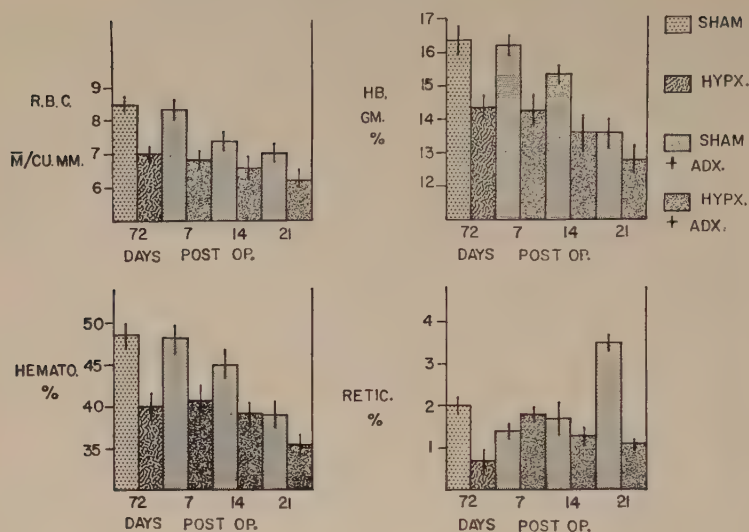 R.B.C.
M̅/CU.MM.
9
8
7
6
72 7 14 21
DAYS POST OP.
HB.
GM.
%
17
16
15
14
13
12
72 7 14 21
DAYS POST OP.
SHAM
HYPX.
SHAM
+ ADX.
HYPX.
+ ADX.
HEMATO.
%
50
45
40
35
72 7 14 21
DAYS POST OP.
RETIC.
%
4
3
2
1
72 7 14 21
DAYS POST OP.